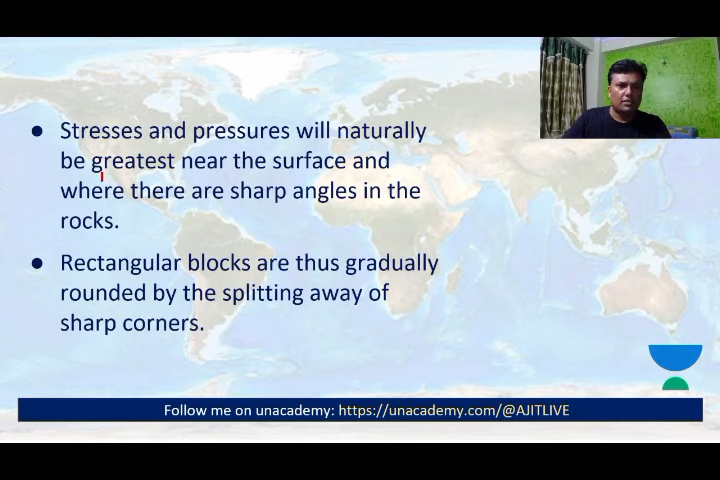 ● Stresses and pressures will naturally
be greatest near the surface and
where there are sharp angles in the
rocks.
● Rectangular blocks are thus gradually
rounded by the splitting away of
sharp corners.
Follow me on unacademy: https://unacademy.com/@AJITLIVE